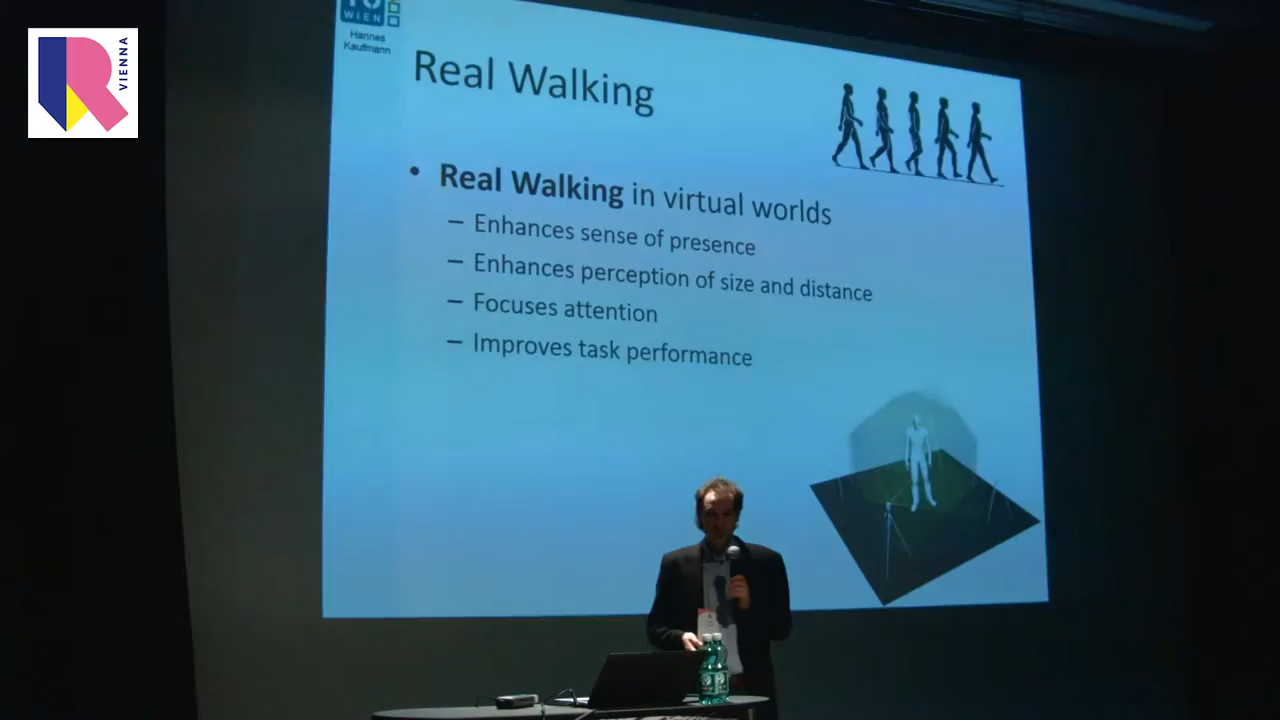 R VIENNA
WIEN
Hannes
Kaufmann
Real Walking
• Real Walking in virtual worlds
– Enhances sense of presence
– Enhances perception of size and distance
– Focuses attention
– Improves task performance